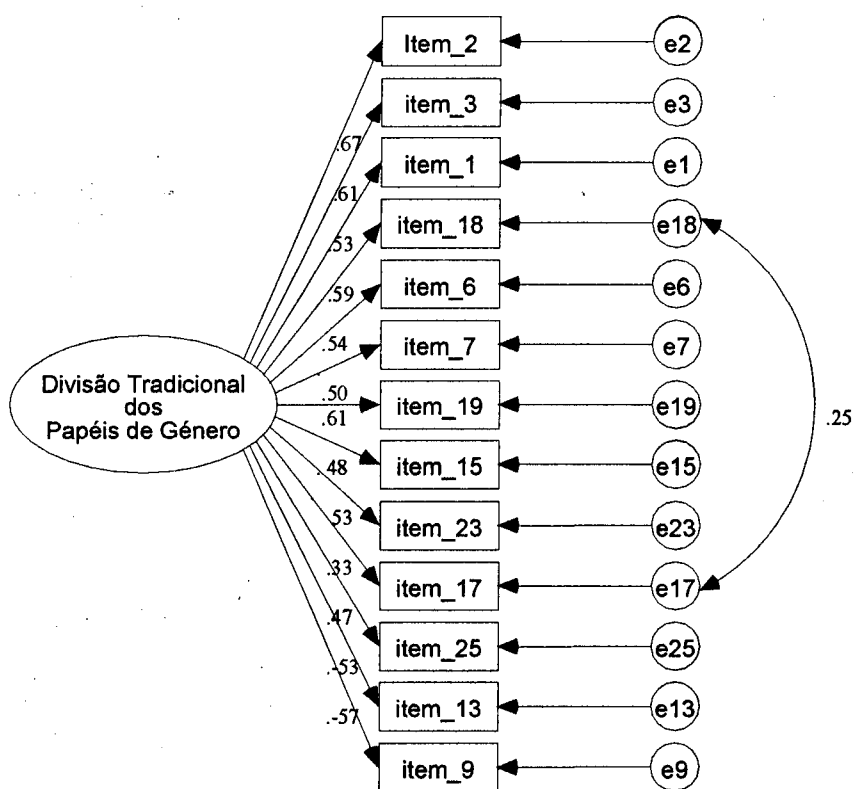 Item_2
e2
item_3
e3
.67
item_1
e1
.61
item_18
e18
.53
item_6
e6
.59
item_7
e7
.54
Divisão Tradicional
dos
Papéis de Género
.50
item_19
e19
.61
.25
item_15
e15
.48
item_23
e23
.53
item_17
e17
.33
item_25
e25
.47
.-53
item_13
e13
.-57
item_9
e9